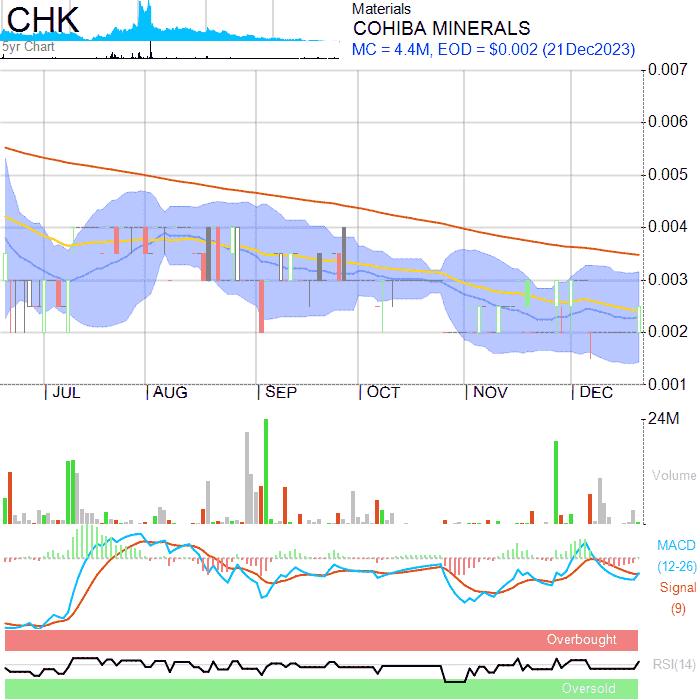 CHK
5yr Chart
Materials
COHIBA MINERALS
MC = 4.4M, EOD = $0.002 (21Dec2023)
0.007
0.006
0.005
0.004
0.003
0.002
0.001
JUL AUG SEP OCT NOV DEC
24M
Volume
MACD
(12-26)
Signal
(9)
Overbought
RSI(14)
Oversold